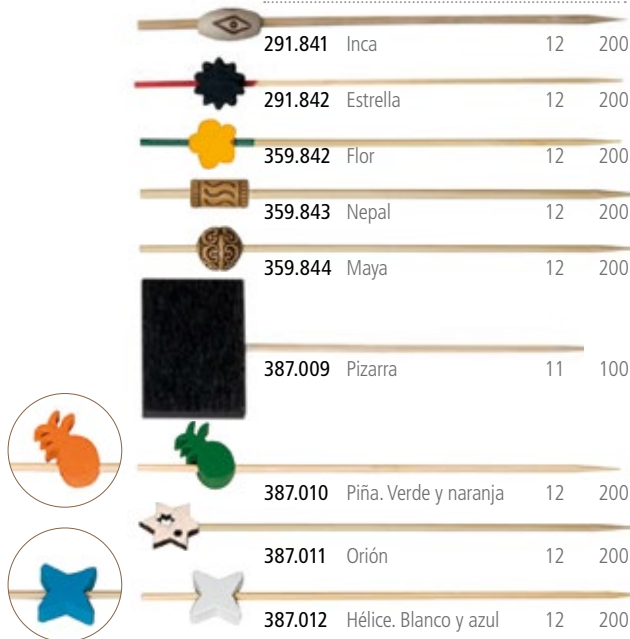 291.841 Inca 12 200
291.842 Estrella 12 200
359.842 Flor 12 200
359.843 Nepal 12 200
359.844 Maya 12 200
387.009 Pizarra 11 100
387.010 Piña. Verde y naranja 12 200
387.011 Orión 12 200
387.012 Hélice. Blanco y azul 12 200